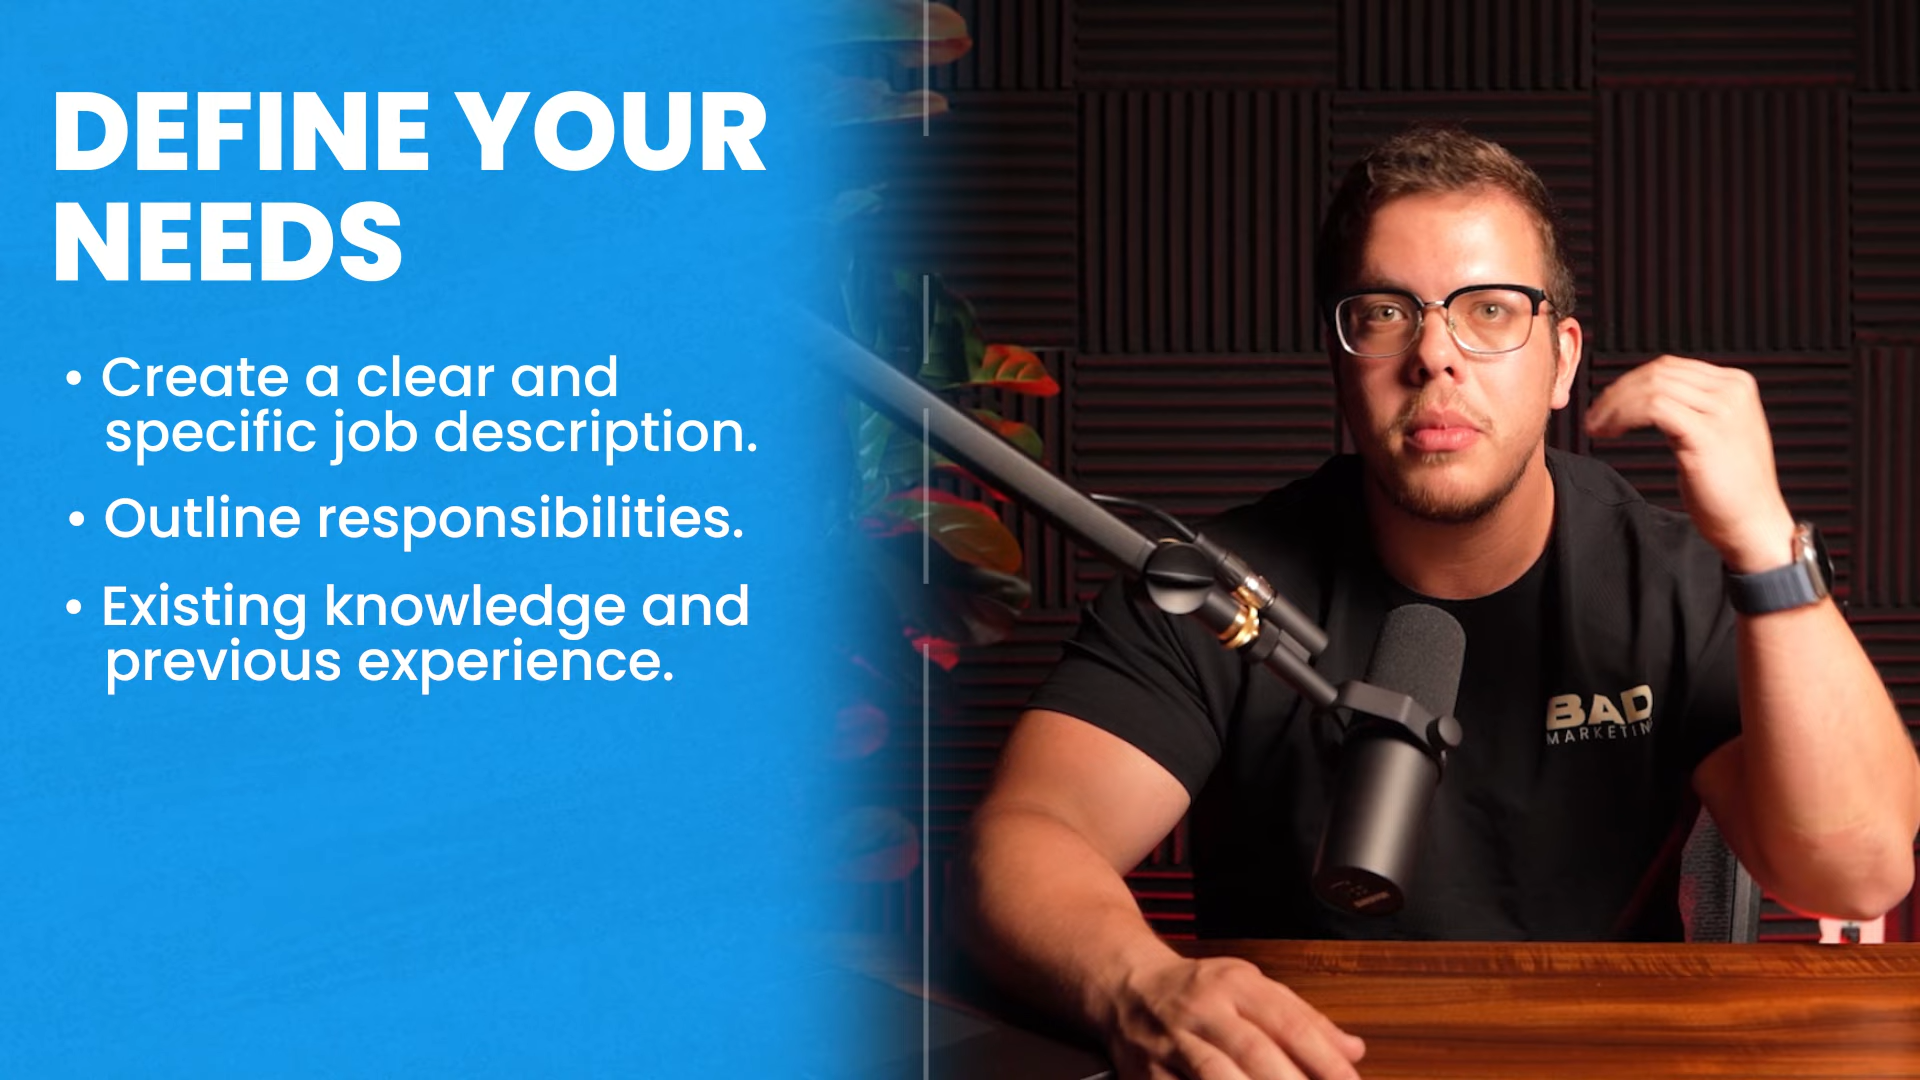 DEFINE YOUR
NEEDS
• Create a clear and
specific job description.
• Outline responsibilities.
• Existing knowledge and
previous experience.
BAD
MARKETIN